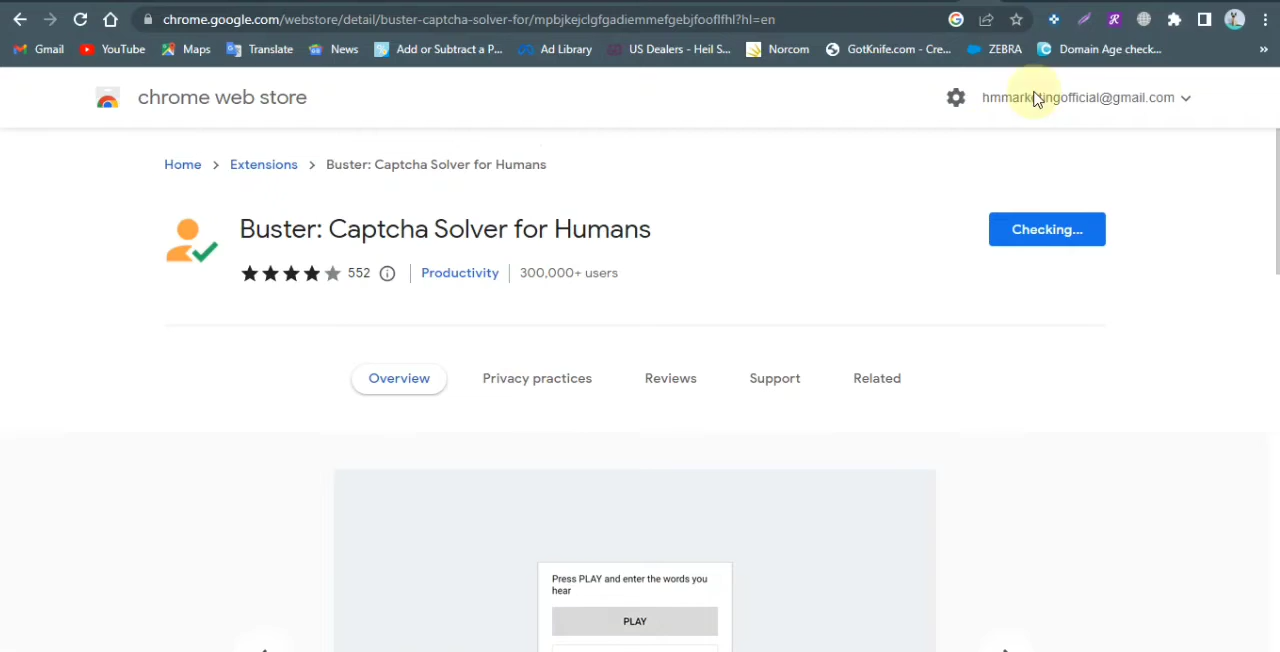 chrome.google.com/webstore/detail/buster-captcha-solver-for/mpbjkejclgfgadiemmefgebjfooflfhl?hl=en
Gmail YouTube Maps Translate News Add or Subtract a P... Ad Library US Dealers - Heil S... Norcom GotKnife.com - Cre... ZEBRA Domain Age check... »
chrome web store
hmmarketingofficial@gmail.com
Home > Extensions > Buster: Captcha Solver for Humans
Buster: Captcha Solver for Humans
Checking...
552 Productivity 300,000+ users
Overview Privacy practices Reviews Support Related
Press PLAY and enter the words you
hear
PLAY